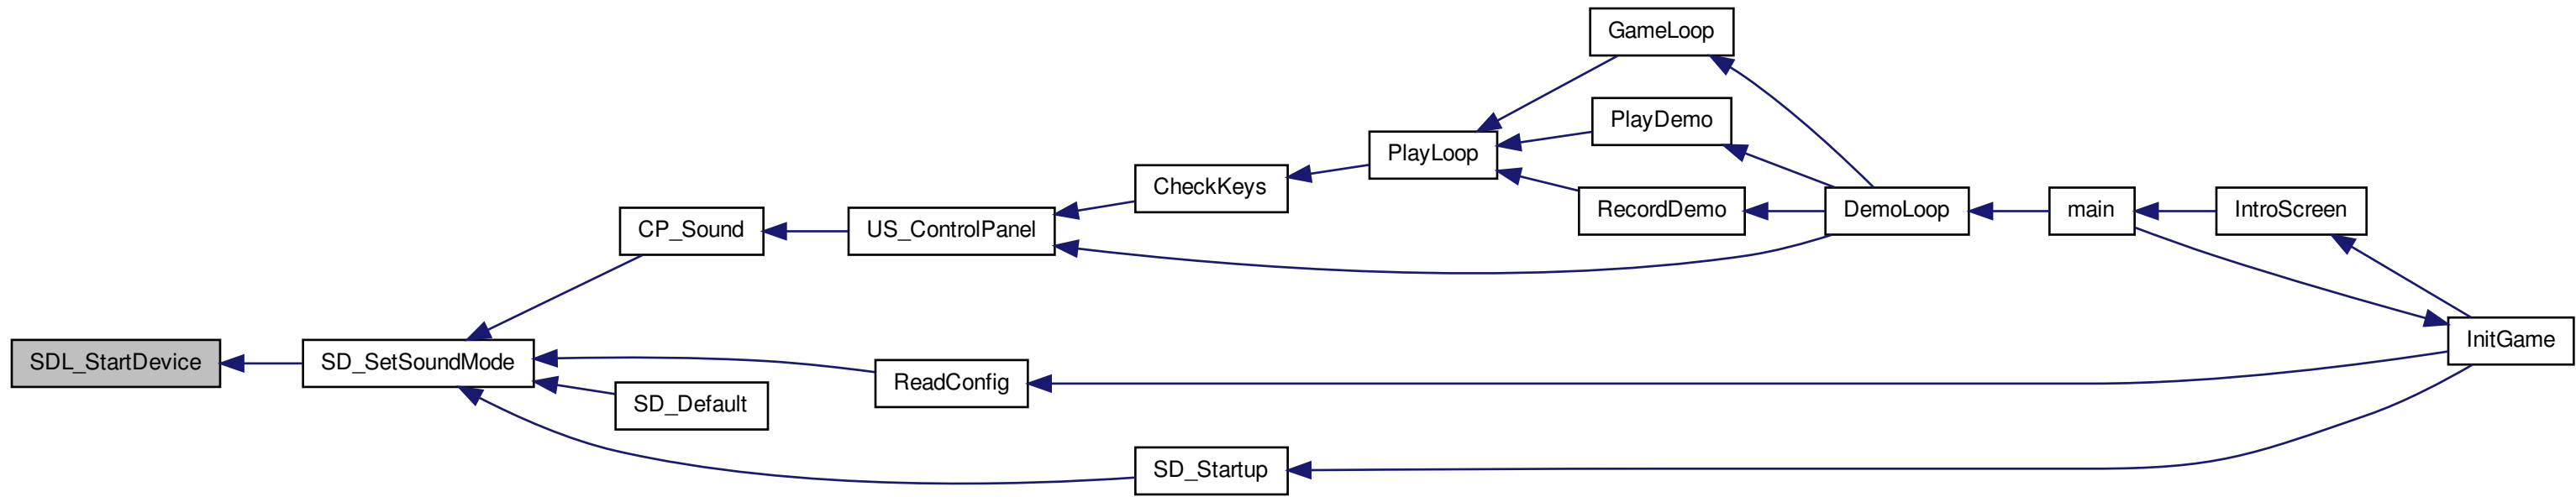 GameLoop
PlayDemo
PlayLoop
CheckKeys
RecordDemo
DemoLoop
main
IntroScreen
CP_Sound
US_ControlPanel
InitGame
SDL_StartDevice
SD_SetSoundMode
ReadConfig
SD_Default
SD_Startup